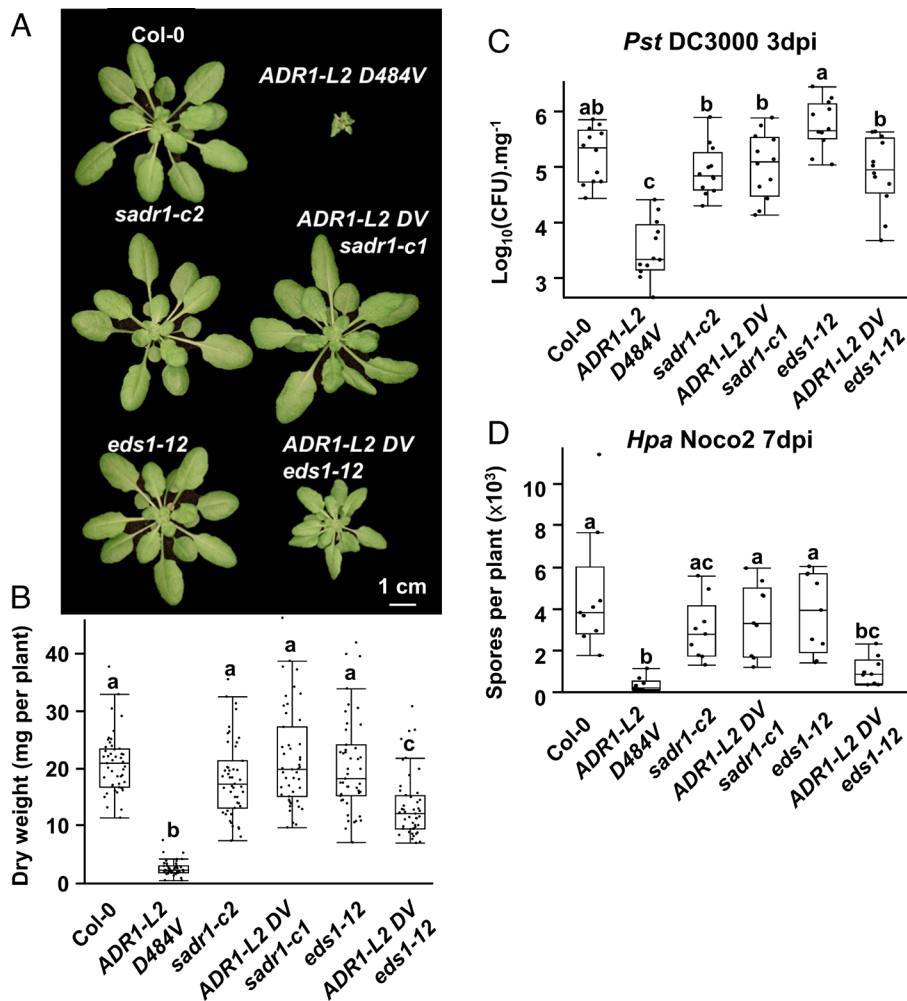 A
Col-0
ADR1-L2 D484V
sadr1-c2
ADR1-L2 DV
sadr1-c1
eds1-12
ADR1-L2 DV
eds1-12
1 cm
B
Dry weight (mg per plant)
40
30
20
10
0
a
b
a
a
a
c
Col-0
ADR1-L2
D484V
sadr1-c2
ADR1-L2 DV
sadr1-c1
eds1-12
ADR1-L2 DV
eds1-12
C
Pst DC3000 3dpi
Log₁₀(CFU).mg⁻¹
6
5
4
3
ab
c
b
b
a
b
Col-0
ADR1-L2
D484V
sadr1-c2
ADR1-L2 DV
sadr1-c1
eds1-12
ADR1-L2 DV
eds1-12
D
Hpa Noco2 7dpi
Spores per plant (x10³)
10
8
6
4
2
0
a
b
ac
a
a
bc
Col-0
ADR1-L2
D484V
sadr1-c2
ADR1-L2 DV
sadr1-c1
eds1-12
ADR1-L2 DV
eds1-12